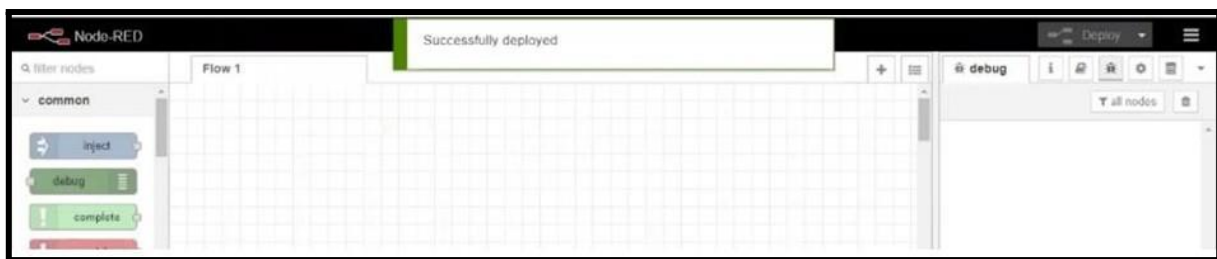 Node-RED
Successfully deployed
Deploy
filter nodes
Flow 1
debug
i
common
all nodes
inject
debug
complete